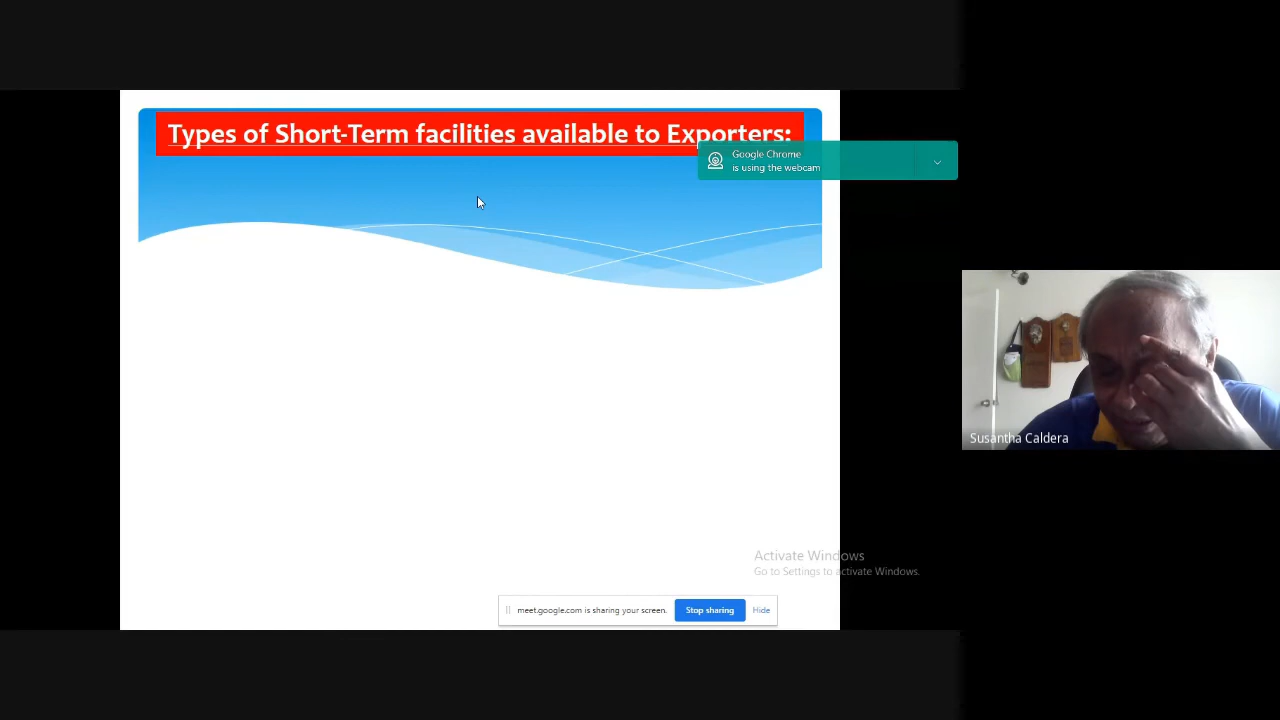 Types of Short-Term facilities available to Exporters:
Google Chrome
is using the webcam
Susantha Caldera
Activate Windows
Go to Settings to activate Windows.
meet.google.com is sharing your screen.
Stop sharing
Hide